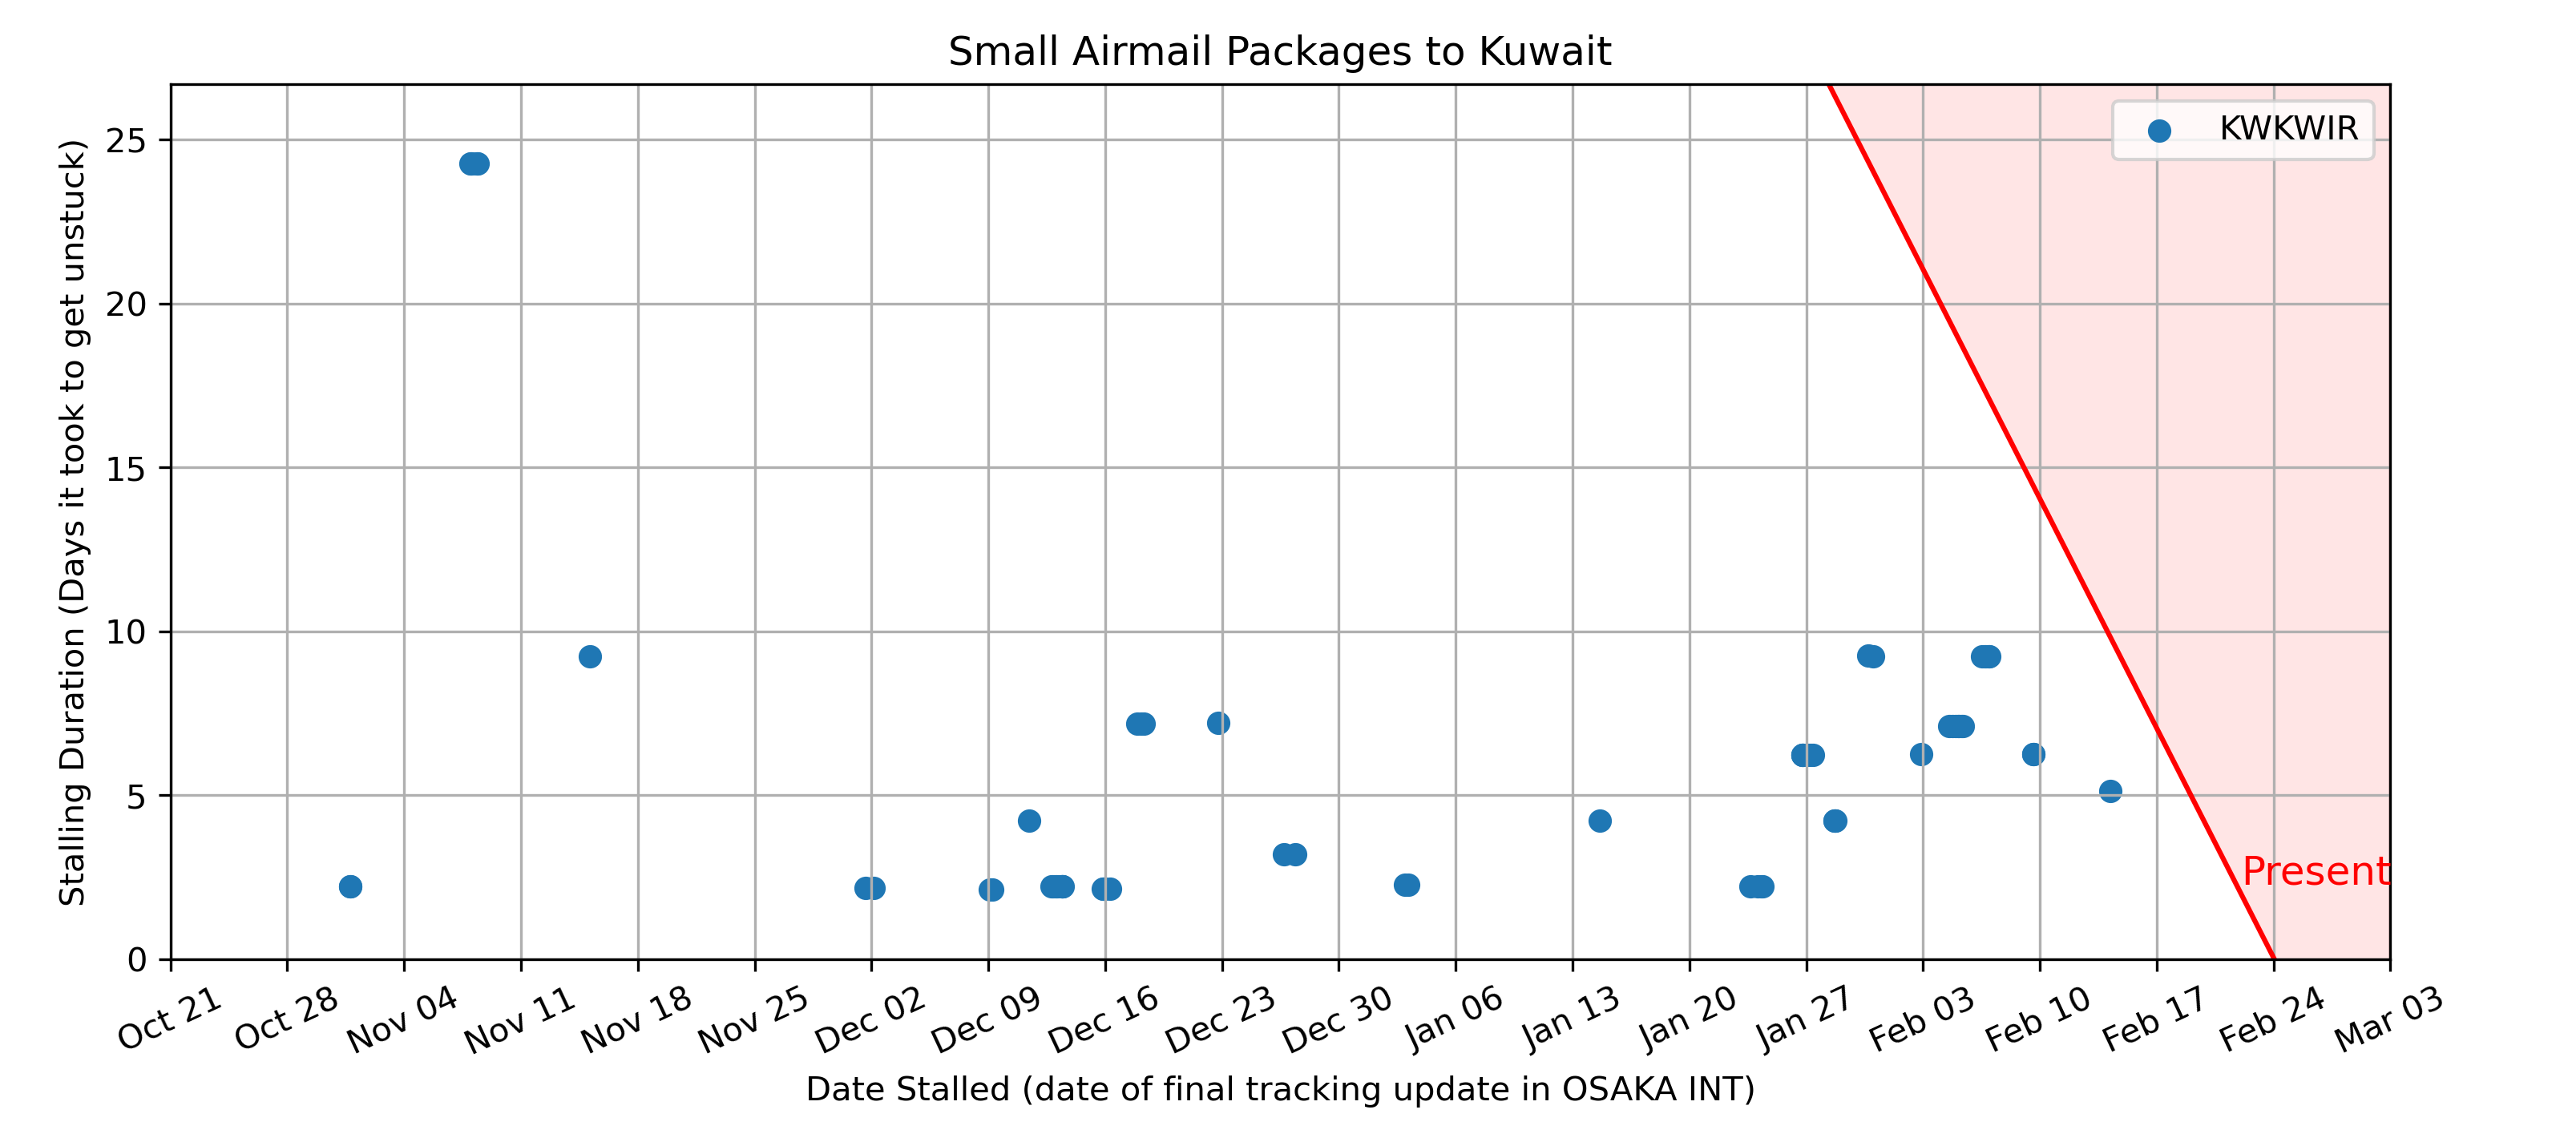 Small Airmail Packages to Kuwait
KWKWIR
Stalling Duration (Days it took to get unstuck)
25
20
15
10
5
0
Present
Oct 21
Oct 28
Nov 04
Nov 11
Nov 18
Nov 25
Dec 02
Dec 09
Dec 16
Dec 23
Dec 30
Jan 06
Jan 13
Jan 20
Jan 27
Feb 03
Feb 10
Feb 17
Feb 24
Mar 03
Date Stalled (date of final tracking update in OSAKA INT)